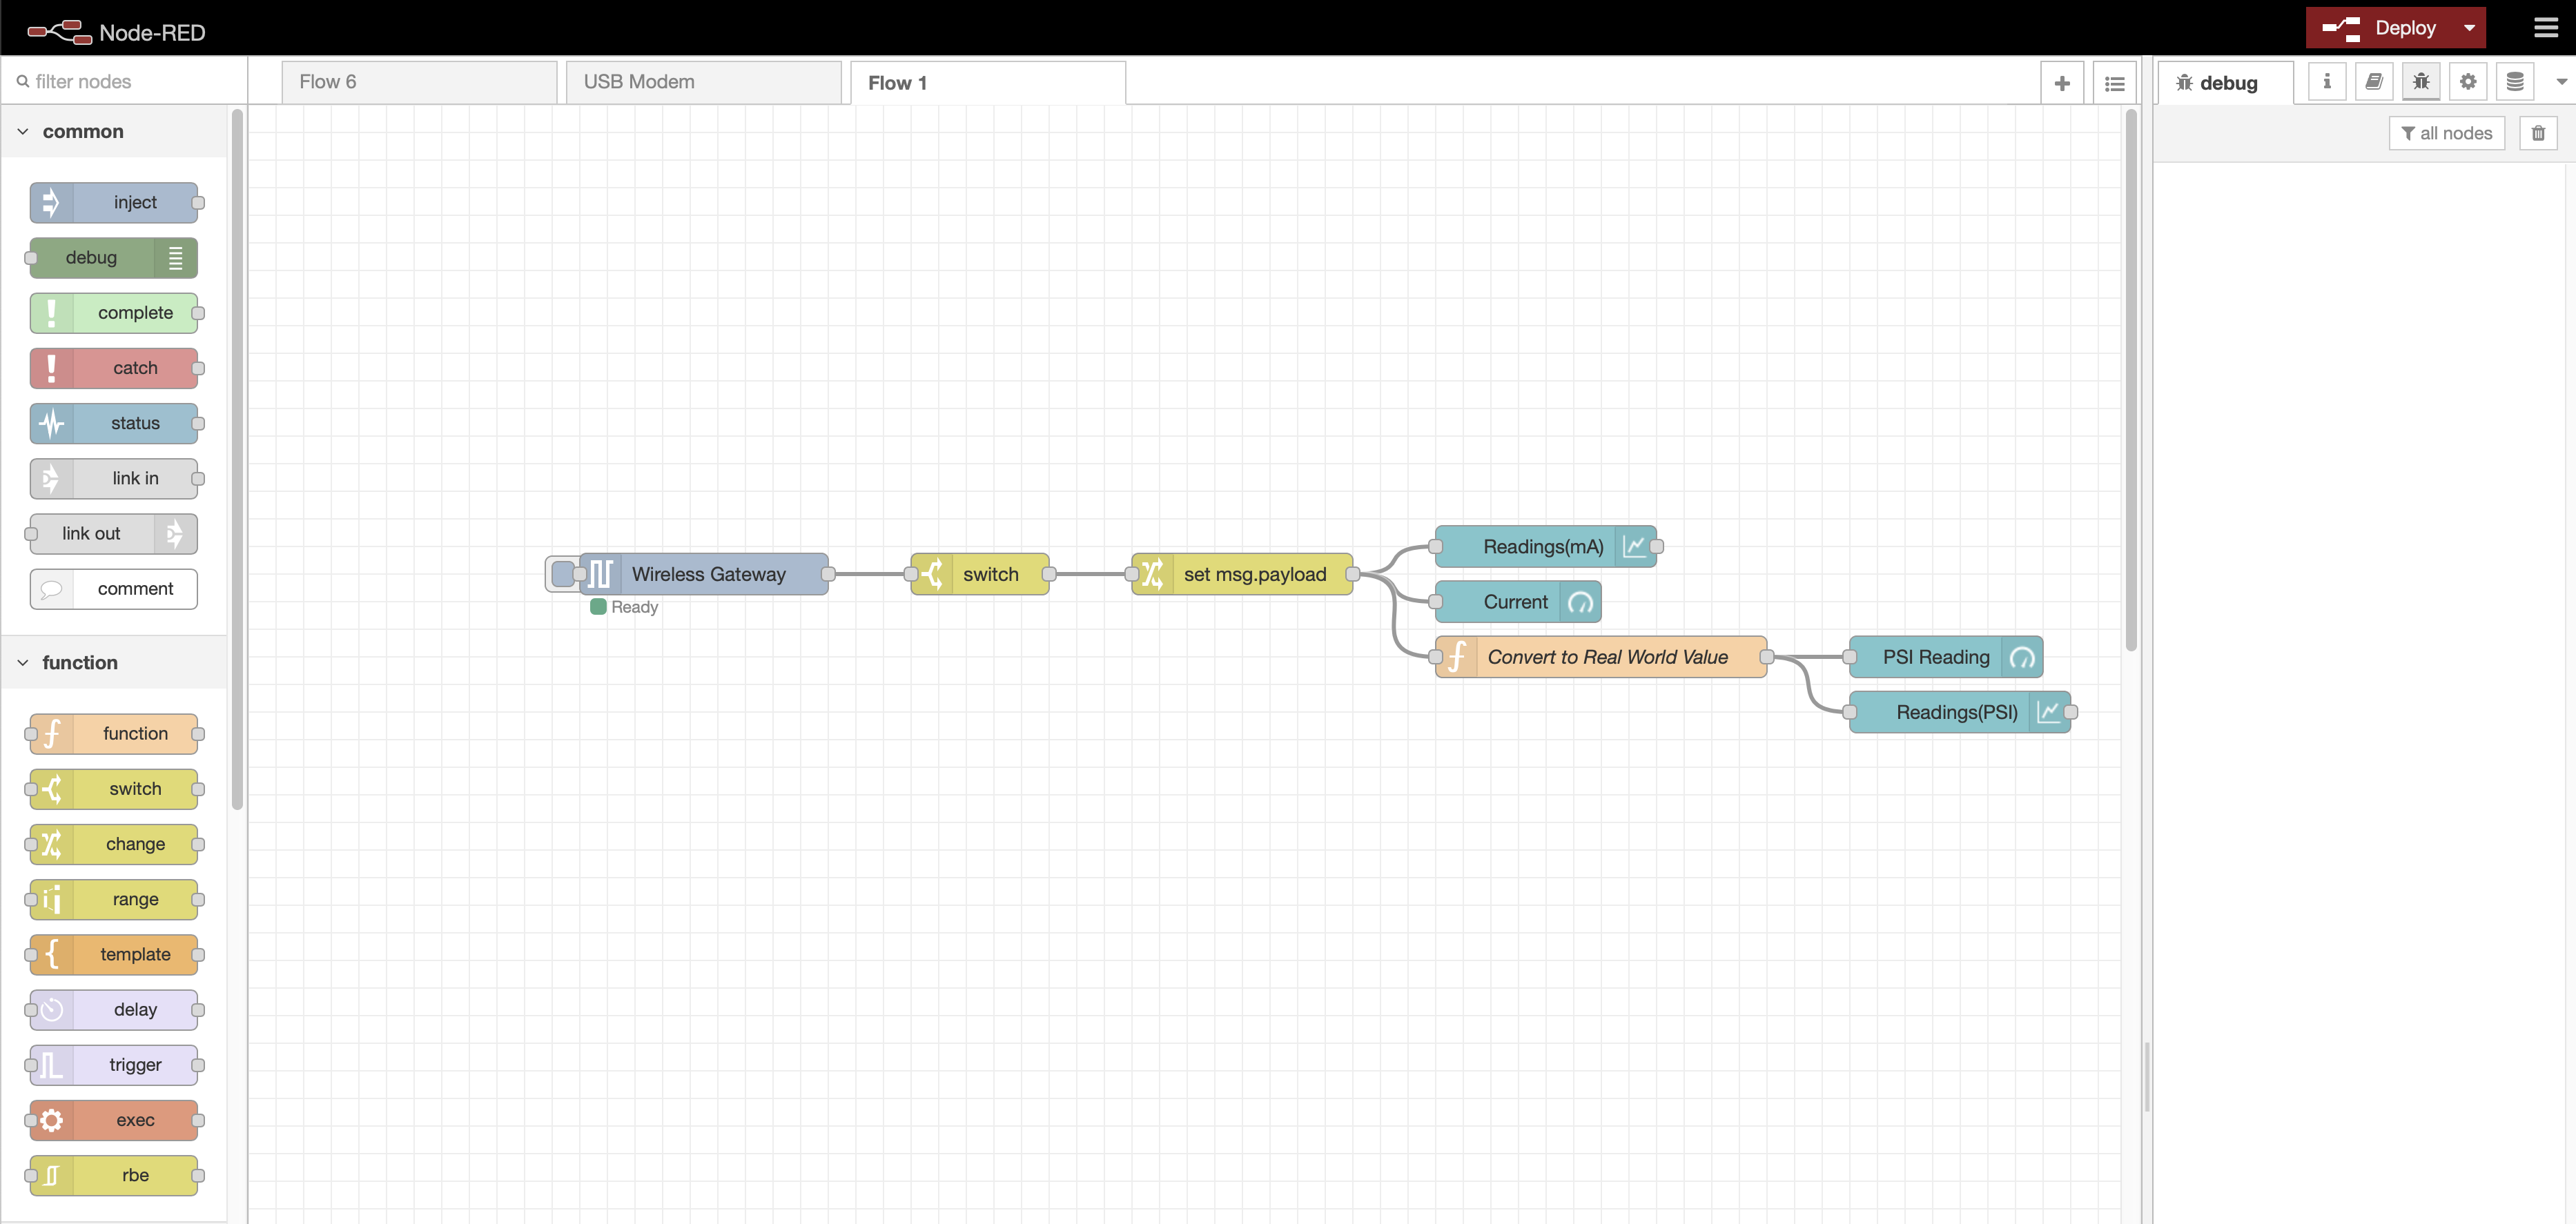 Node-RED
Deploy
filter nodes
Flow 6
USB Modem
Flow 1
debug
all nodes
common
inject
debug
complete
catch
status
link in
link out
comment
function
function
switch
change
range
template
delay
trigger
exec
rbe
Wireless Gateway
Ready
switch
set msg.payload
Readings(mA)
Current
Convert to Real World Value
PSI Reading
Readings(PSI)